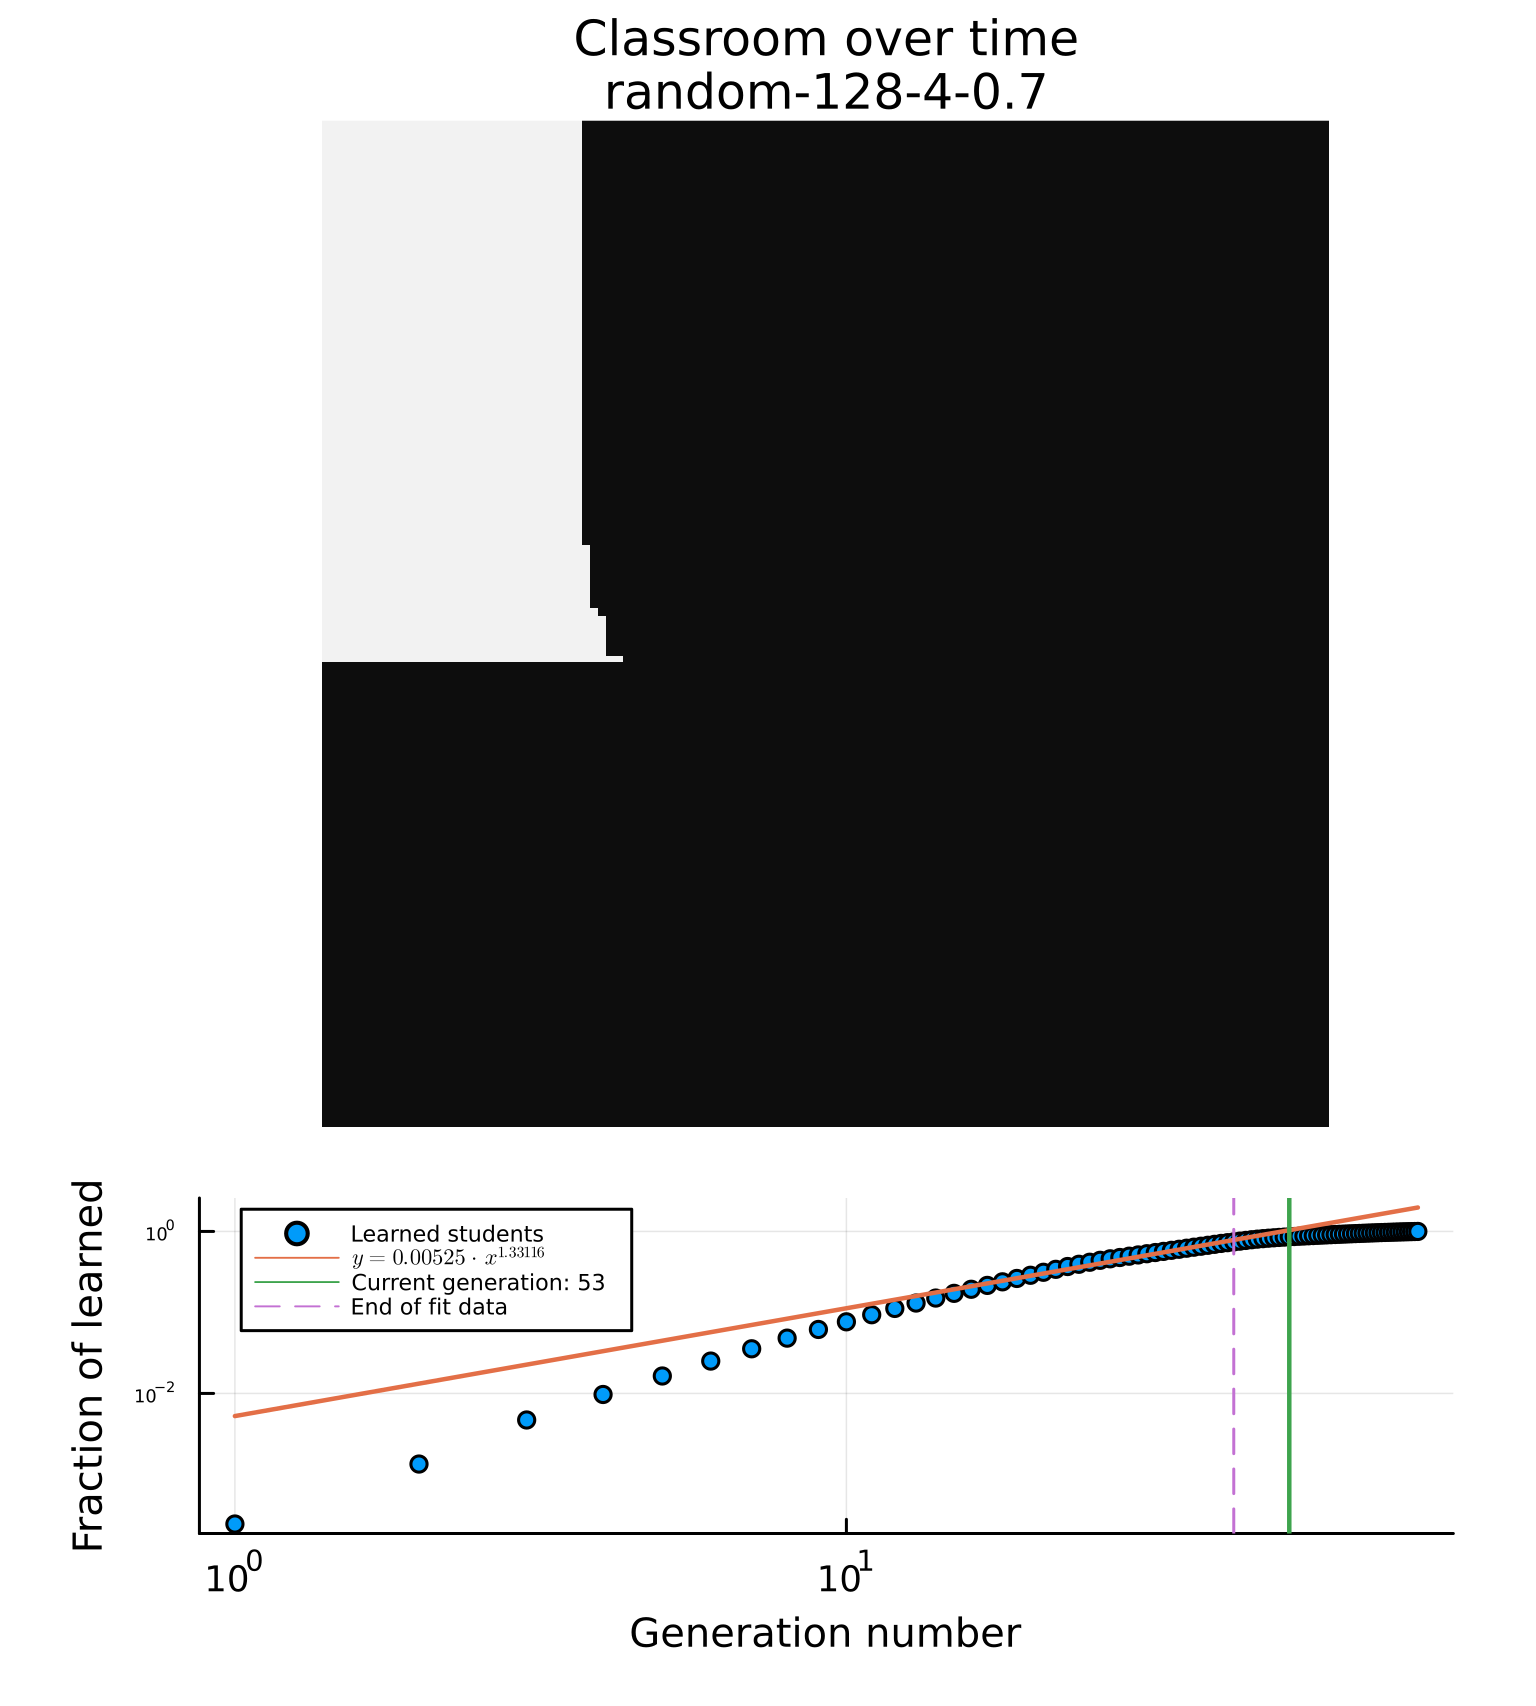 Classroom over time
random-128-4-0.7
Fraction of learned
10^0
10^-2
Learned students
y = 0.00525 · x^1.33116
Current generation: 53
End of fit data
10^0
10^1
Generation number